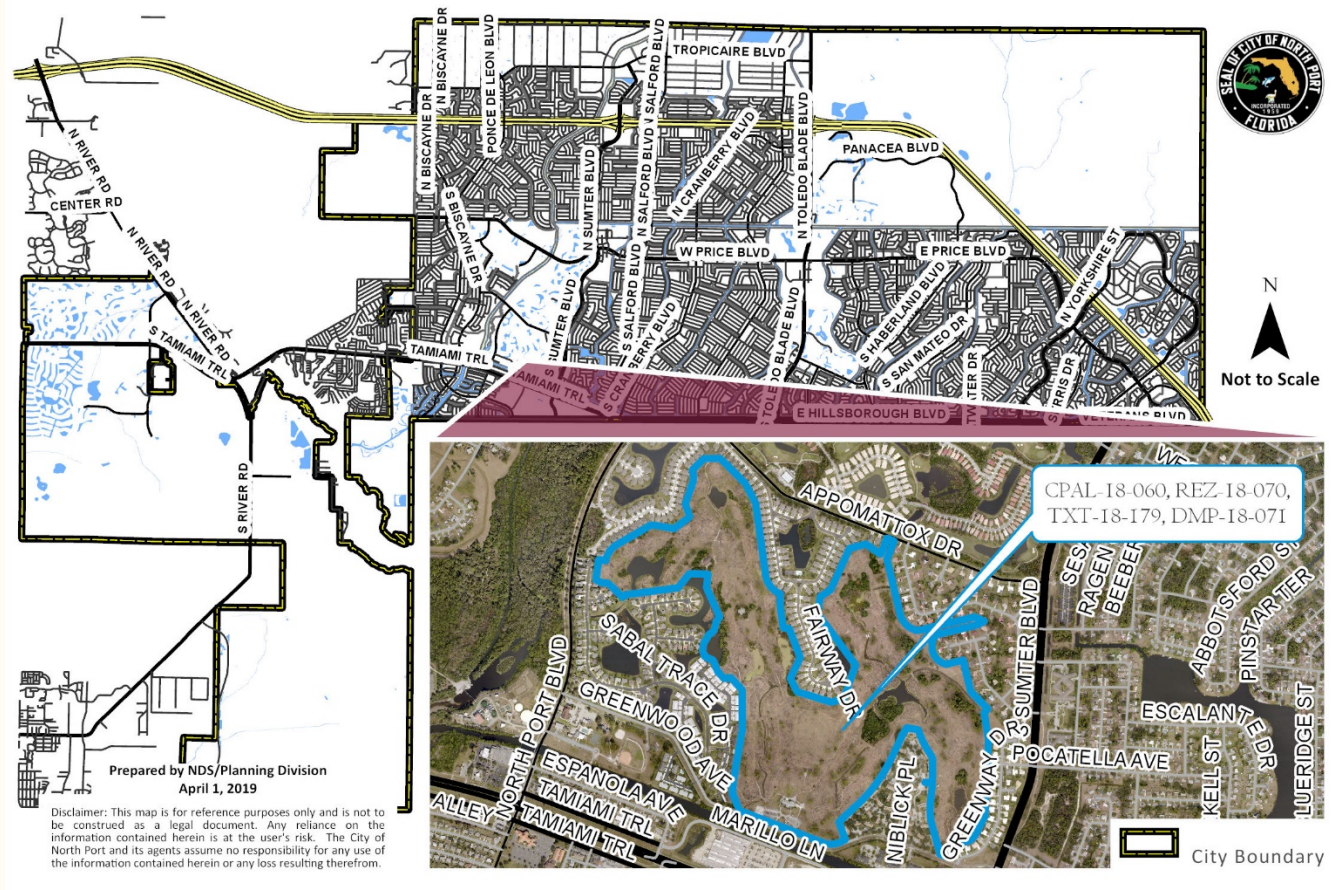 N BISCAYNE DR
N BISCAYNE DR
PONCE DE LEON BLVD
N SALFORD BLVD
N SALFORD BLVD
TROPICAIRE BLVD
SEAL OF CITY OF NORTH PORT
INCORPORATED
1959
FLORIDA
N RIVER RD
CENTER RD
N RIVER RD
N RIVER RD
S TAMIAMI TRL
S BISCAYNE DR
N SUMTER BLVD
N SALFORD BLVD
N CRANBERRY BLVD
N TOLEDO BLADE BLVD
PANACEA BLVD
W PRICE BLVD
E PRICE BLVD
N YORKSHIRE ST
S SALFORD BLVD
S HABERLAND BLVD
S SAN MATEO DR
TAMIAMI TRL
E HILLSBOROUGH BLVD
N
Not to Scale
S RIVER RD
CPAL-18-060, REZ-18-070,
TXT-18-179, DMP-18-071
APPOMATTOX DR
FAIRWAY DR
SABAL TRACE DR
GREENWOOD AVE
NORTH PORT BLVD
ESPANOLA AVE
TAMIAMI TRL
TAMIAMI TRL
ALLEY
MARILLO LN
NIBLICK PL
GREENWAY DR
S SUMTER BLVD
RAGEN
BEEBER
ABBOTSFORD ST
PINSTAR TER
ESCALANTE DR
POCATELLA AVE
KELL ST
BLUERIDGE ST
City Boundary
Prepared by NDS/Planning Division
April 1, 2019
Disclaimer: This map is for reference purposes only and is not to
be construed as a legal document. Any reliance on the
information contained herein is at the user's risk. The City of
North Port and its agents assume no responsibility for any use of
the information contained herein or any loss resulting therefrom.